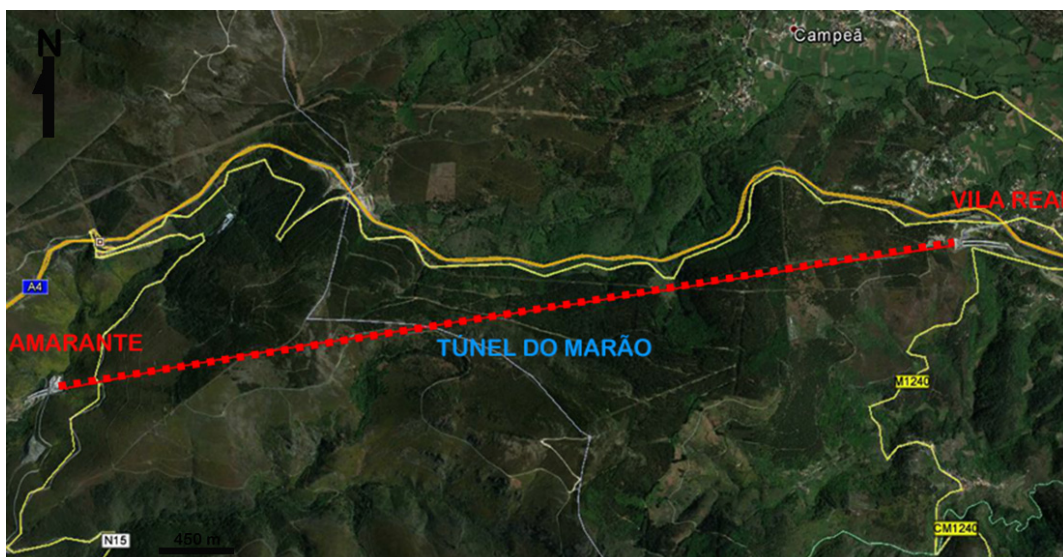 N
Campeã
VILA REAL
A4
AMARANTE
TÚNEL DO MARÃO
M1240
N15
450 m
CM1240